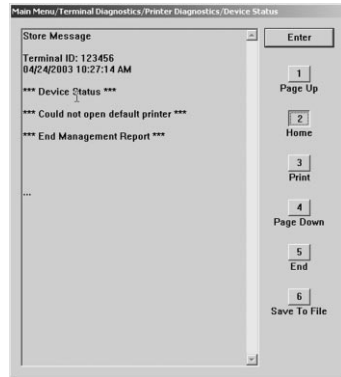 Main Menu/Terminal Diagnostics/Printer Diagnostics/Device Status
Store Message
Terminal ID: 123456
04/24/2003 10:27:14 AM
*** Device Status ***
*** Could not open default printer ***
*** End Management Report ***
...
Enter
1
Page Up
2
Home
3
Print
4
Page Down
5
End
6
Save To File